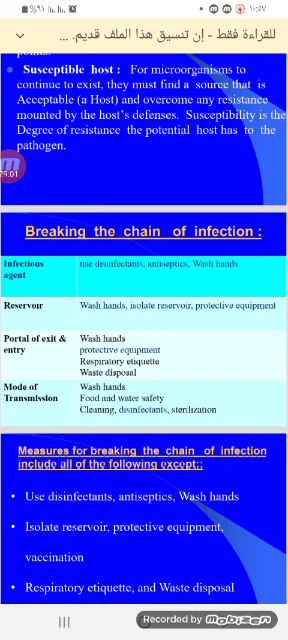 %٩١
١٠:٥٧
للقراءة فقط - إن تنسيق هذا الملف قديم. ...
points.
• Susceptible host : For microorganisms to
continue to exist, they must find a source that is
Acceptable (a Host) and overcome any resistance
mounted by the host's defenses. Susceptibility is the
Degree of resistance the potential host has to the
pathogen.
29:01
Breaking the chain of infection :
Infectious agent
use disinfectants, antiseptics, Wash hands
Reservoir
Wash hands, isolate reservoir, protective equipment
Portal of exit & entry
Wash hands
protective equipment
Respiratory etiquette
Waste disposal
Mode of Transmission
Wash hands
Food and water safety
Cleaning, disinfectants, sterilization
Measures for breaking the chain of infection
include all of the following except::
• Use disinfectants, antiseptics, Wash hands
• Isolate reservoir, protective equipment,
vaccination
• Respiratory etiquette, and Waste disposal
Recorded by mobizen